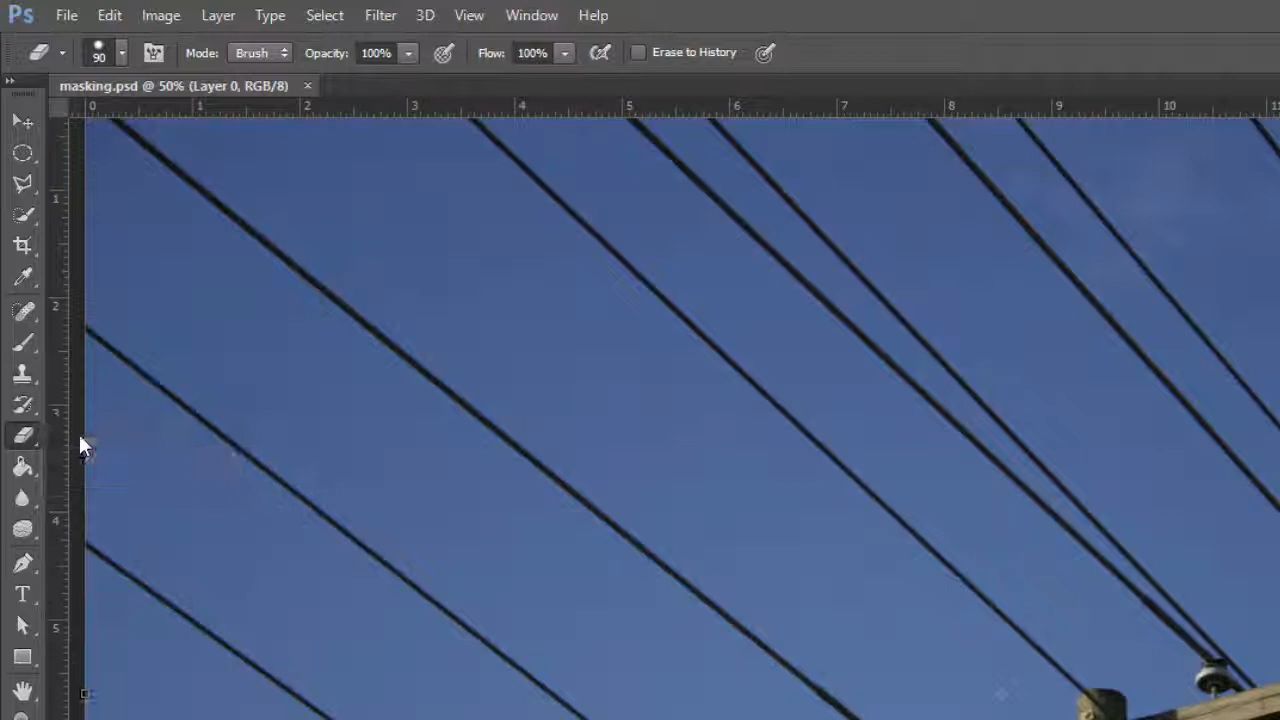 Ps File Edit Image Layer Type Select Filter 3D View Window Help
90 Mode: Brush Opacity: 100% Flow: 100% Erase to History
masking.psd @ 50% (Layer 0, RGB/8) ×
0 1 2 3 4 5 6 7 8 9 10 11
1
2
3
4
5
T